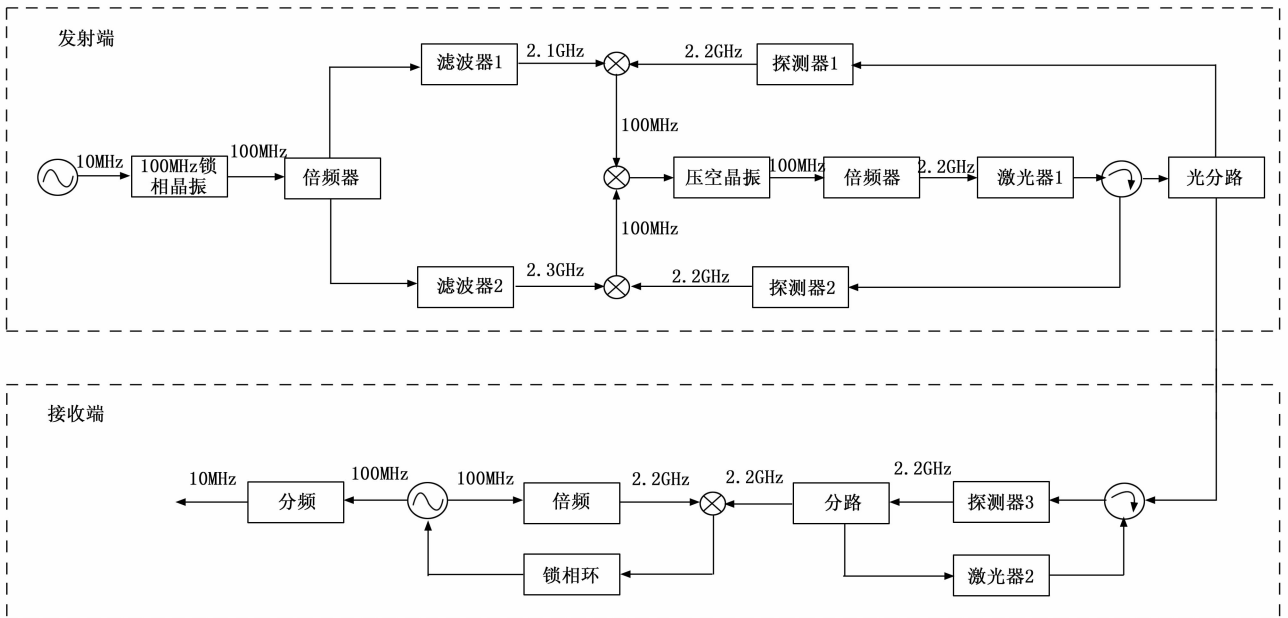 发射端
滤波器1
2.1GHz
2.2GHz
探测器1
100MHz
10MHz
100MHz锁
相晶振
100MHz
倍频器
压空晶振
100MHz
倍频器
2.2GHz
激光器1
光分路
100MHz
滤波器2
2.3GHz
2.2GHz
探测器2
接收端
10MHz
分频
100MHz
100MHz
倍频
2.2GHz
2.2GHz
分路
2.2GHz
探测器3
锁相环
激光器2